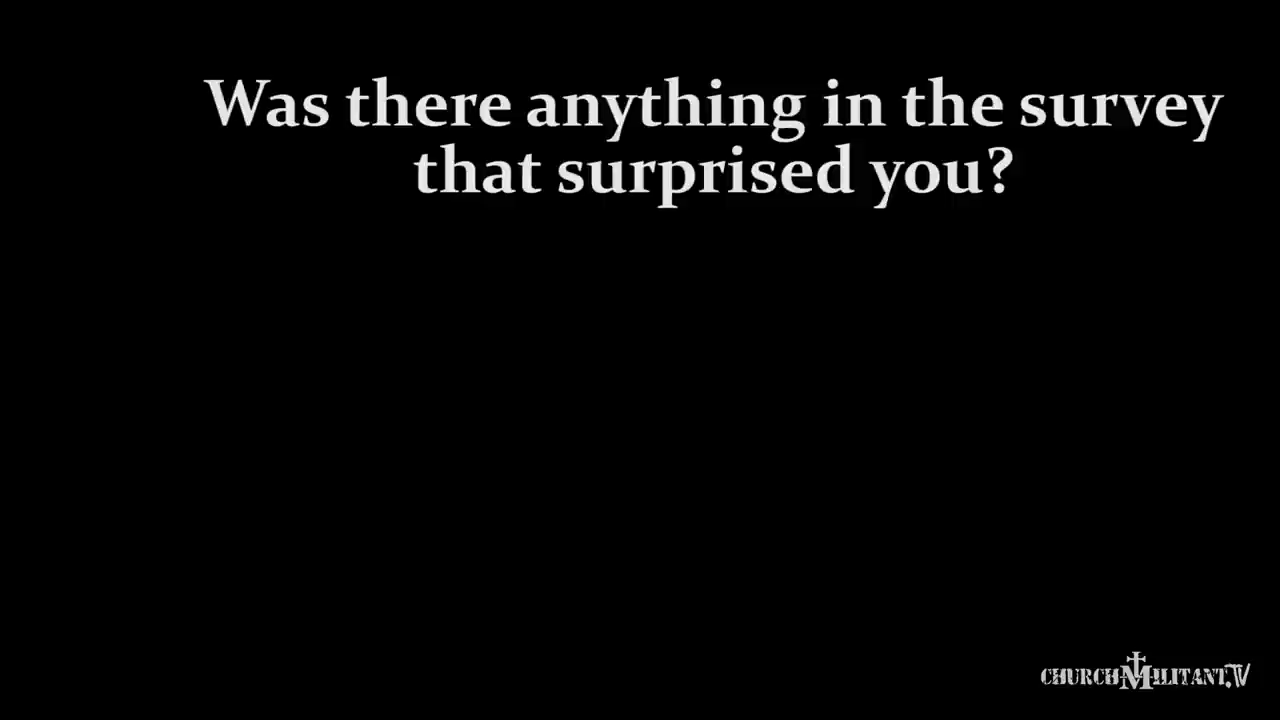 Was there anything in the survey
that surprised you?
CHURCHMILITANT.TV